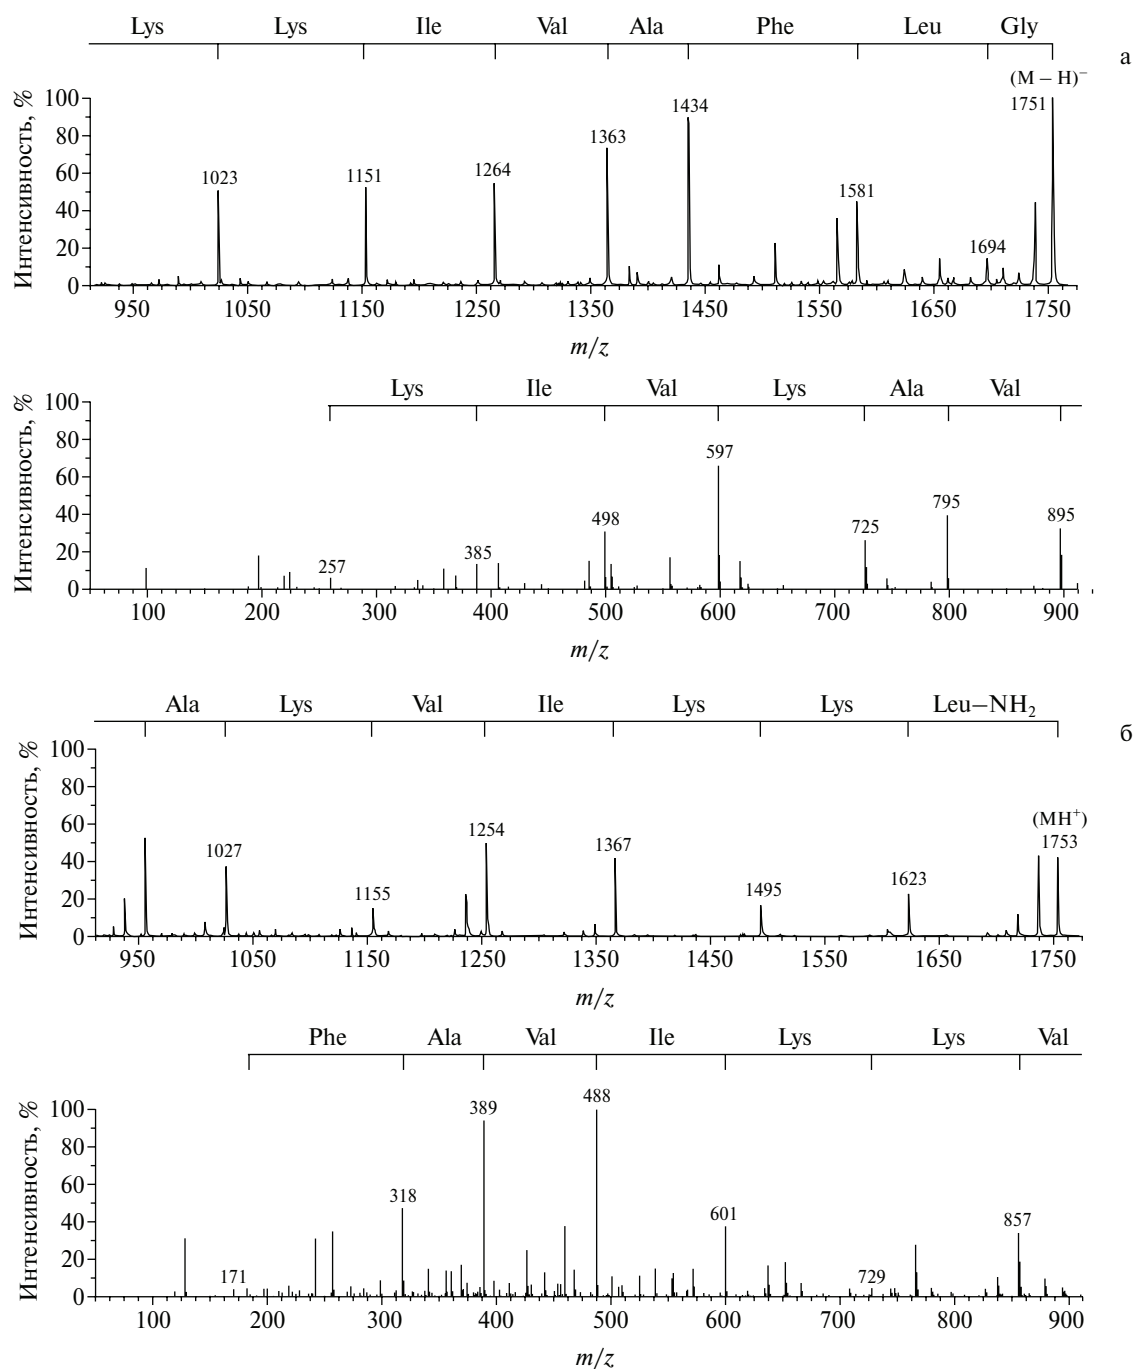 Lys Lys Ile Val Ala Phe Leu Gly
а
(M – H)⁻
Интенсивность, %
100
80
60
40
20
0
1023 1151 1264 1363 1434 1581 1694 1751
950 1050 1150 1250 1350 1450 1550 1650 1750
m/z
Lys Ile Val Lys Ala Val
Интенсивность, %
100
80
60
40
20
0
257 385 498 597 725 795 895
100 200 300 400 500 600 700 800 900
m/z
Ala Lys Val Ile Lys Lys Leu–NH₂
б
(MH⁺)
Интенсивность, %
100
80
60
40
20
0
1027 1155 1254 1367 1495 1623 1753
950 1050 1150 1250 1350 1450 1550 1650 1750
m/z
Phe Ala Val Ile Lys Lys Val
Интенсивность, %
100
80
60
40
20
0
171 318 389 488 601 729 857
100 200 300 400 500 600 700 800 900
m/z